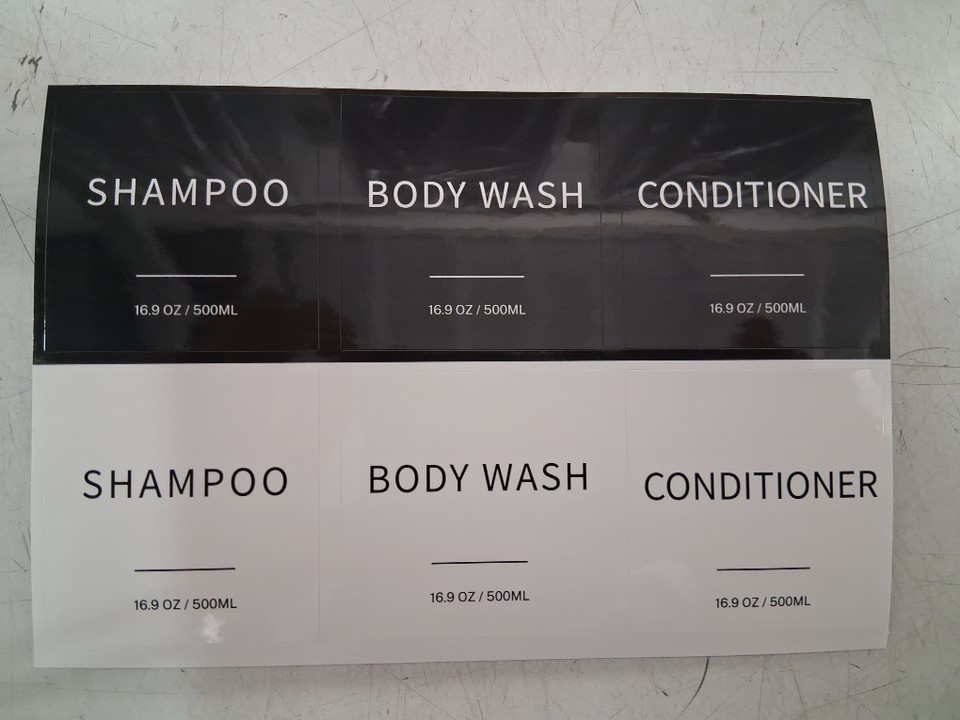 SHAMPOO
16.9 OZ / 500ML
BODY WASH
16.9 OZ / 500ML
CONDITIONER
16.9 OZ / 500ML
SHAMPOO
16.9 OZ / 500ML
BODY WASH
16.9 OZ / 500ML
CONDITIONER
16.9 OZ / 500ML